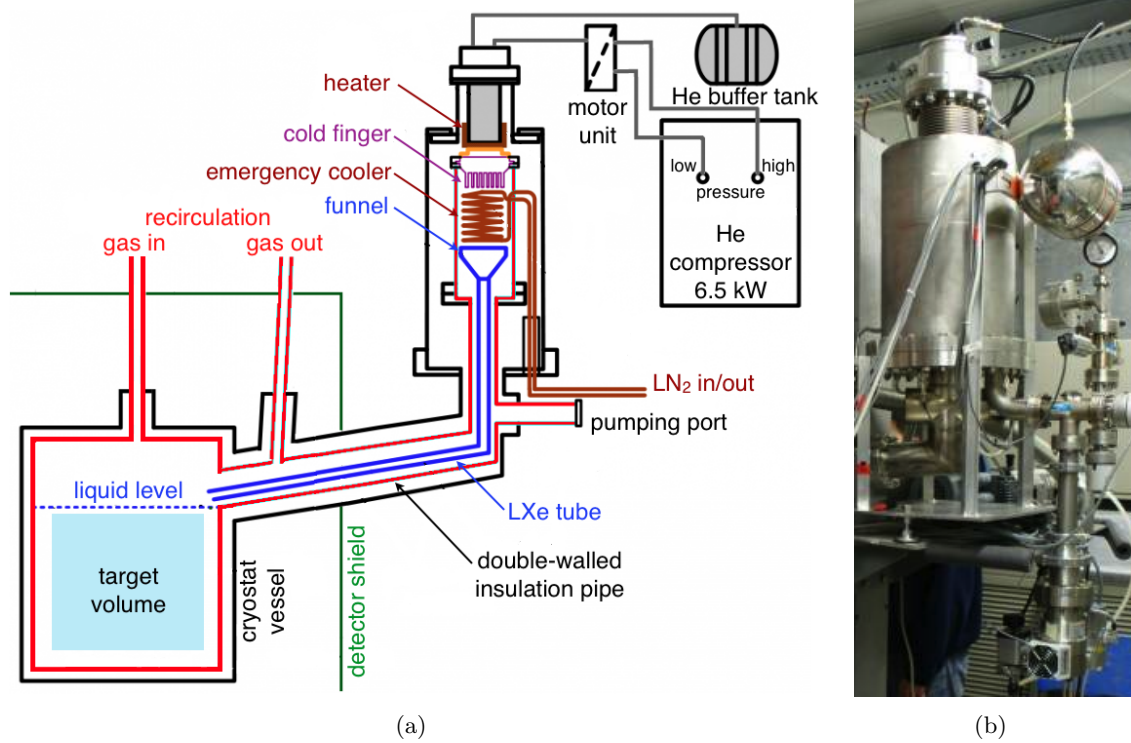 He buffer tank
motor
unit
heater
cold finger
emergency cooler
funnel
low
high
pressure
He
compressor
6.5 kW
recirculation
gas in
gas out
LN₂ in/out
pumping port
liquid level
LXe tube
double-walled
insulation pipe
target
volume
cryostat
vessel
detector shield
(a)
(b)